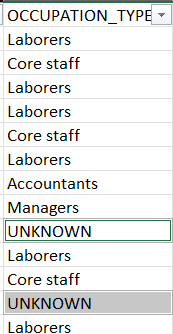 OCCUPATION_TYPE
Laborers
Core staff
Laborers
Laborers
Core staff
Laborers
Accountants
Managers
UNKNOWN
Laborers
Core staff
UNKNOWN
Laborers